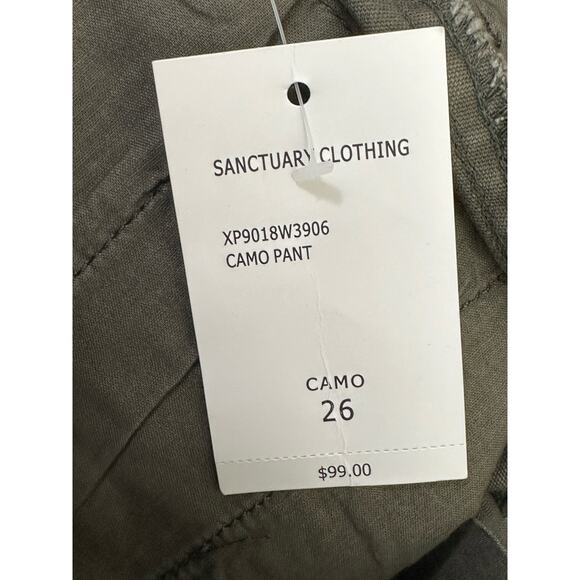 SANCTUARY CLOTHING
XP9018W3906
CAMO PANT
CAMO
26
$99.00